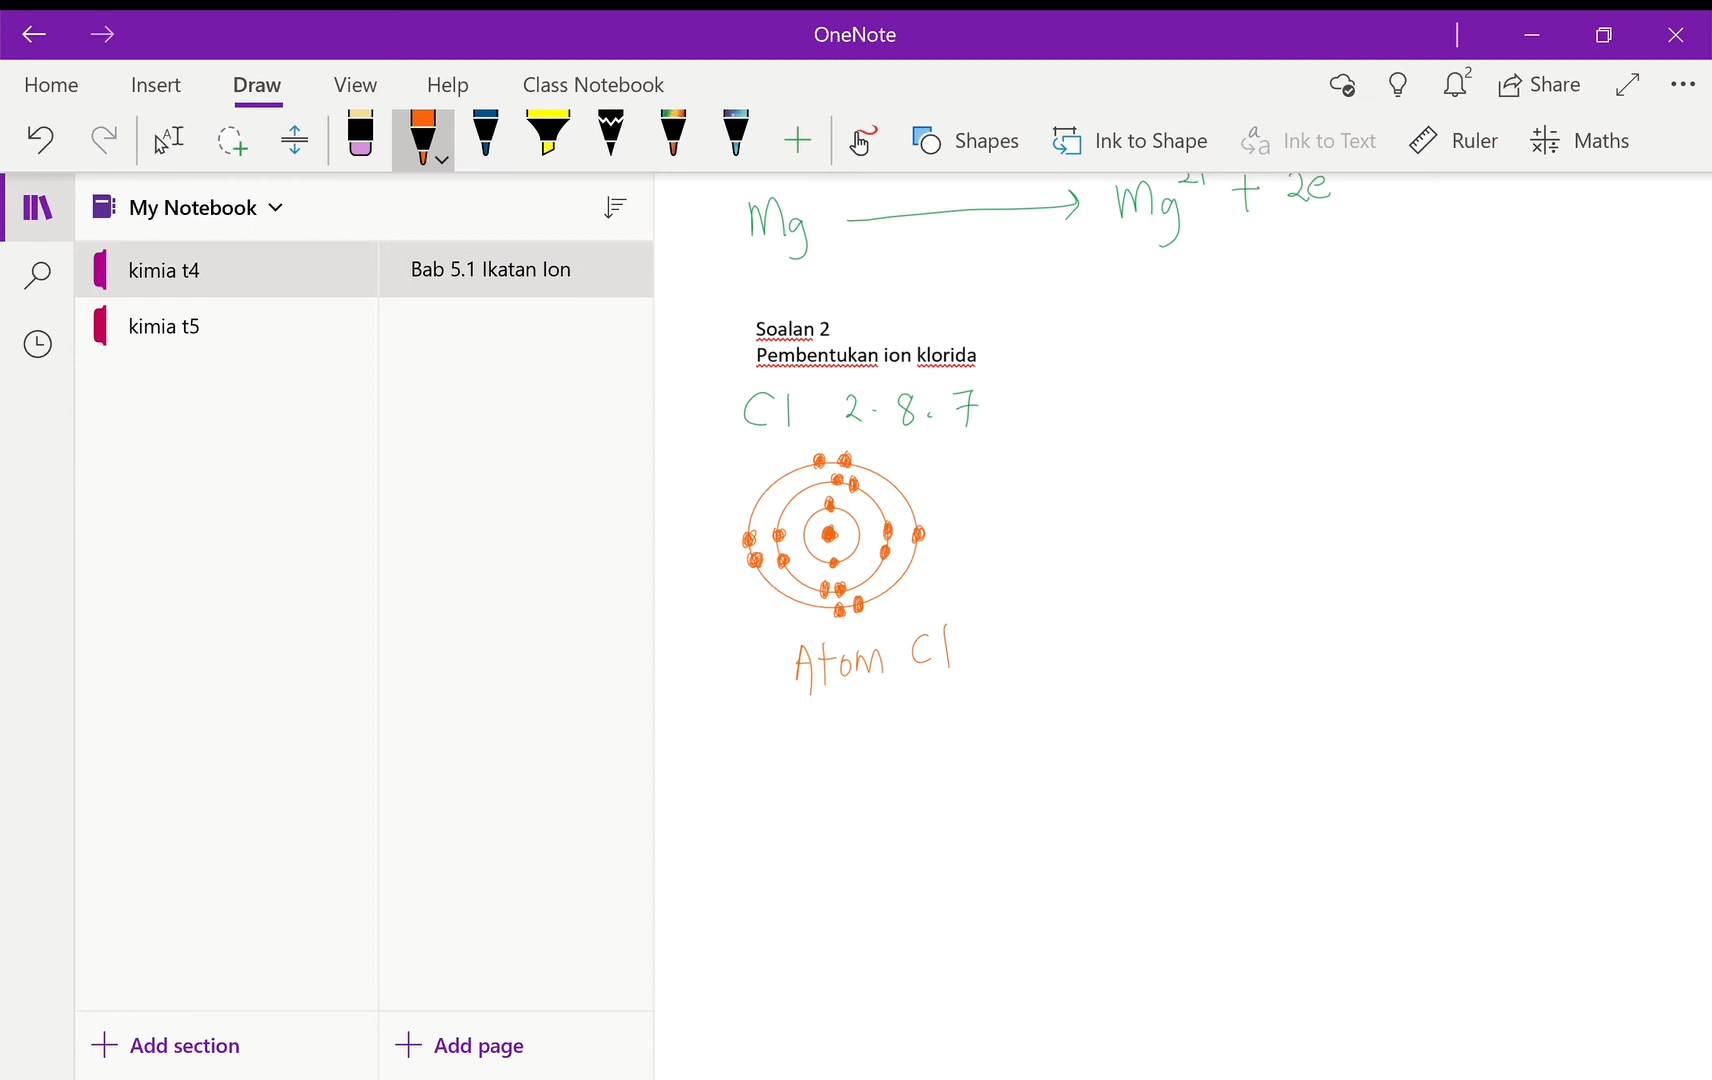 OneNote
Home Insert Draw View Help Class Notebook 2 Share
Shapes Ink to Shape Ink to Text Ruler Maths
My Notebook
kimia t4 Bab 5.1 Ikatan Ion
kimia t5
Mg → Mg + 2e
Soalan 2
Pembentukan ion klorida
Cl 2.8.7
Atom Cl
Add section Add page